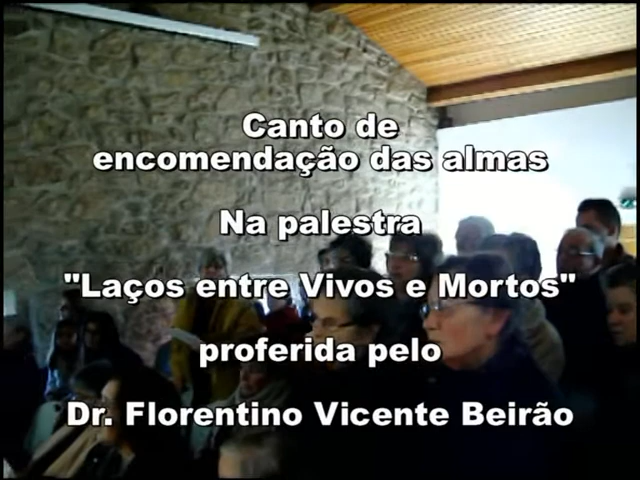 Canto de
encomendação das almas
Na palestra
"Laços entre Vivos e Mortos"
proferida pelo
Dr. Florentino Vicente Beirão